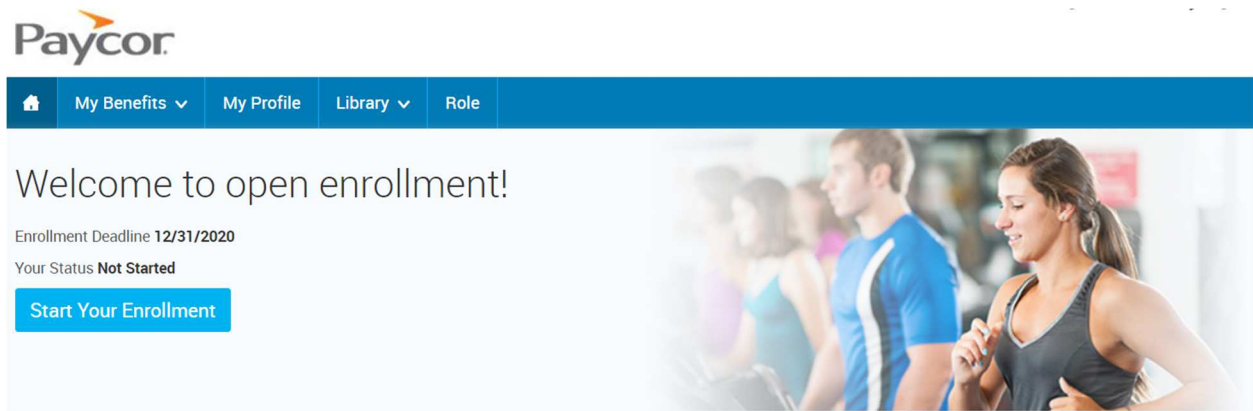 Paycor
My Benefits My Profile Library Role
Welcome to open enrollment!
Enrollment Deadline 12/31/2020
Your Status Not Started
Start Your Enrollment